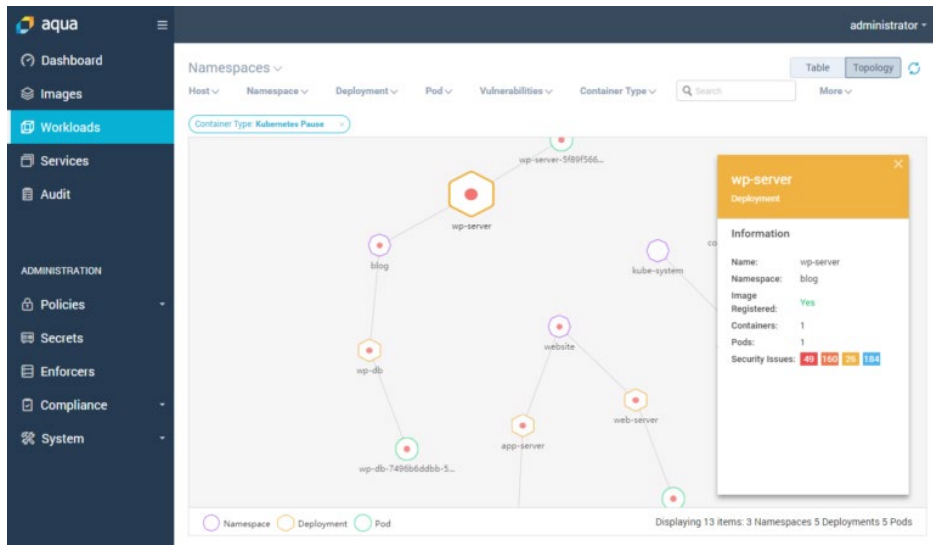 aqua
administrator
Dashboard
Images
Workloads
Services
Audit
ADMINISTRATION
Policies
Secrets
Enforcers
Compliance
System
Namespaces
Table Topology
Host Namespace Deployment Pod Vulnerabilities Container Type Search More
Container Type: Kubernetes Pause ×
wp-server-5f89f566...
wp-server
blog
kube-system
co
website
wp-db
web-server
app-server
wp-db-7496b6ddbb-5...
wp-server
Deployment
Information
Name: wp-server
Namespace: blog
Image
Registered: Yes
Containers: 1
Pods: 1
Security Issues: 49 160 26 184
Namespace Deployment Pod
Displaying 13 items: 3 Namespaces 5 Deployments 5 Pods